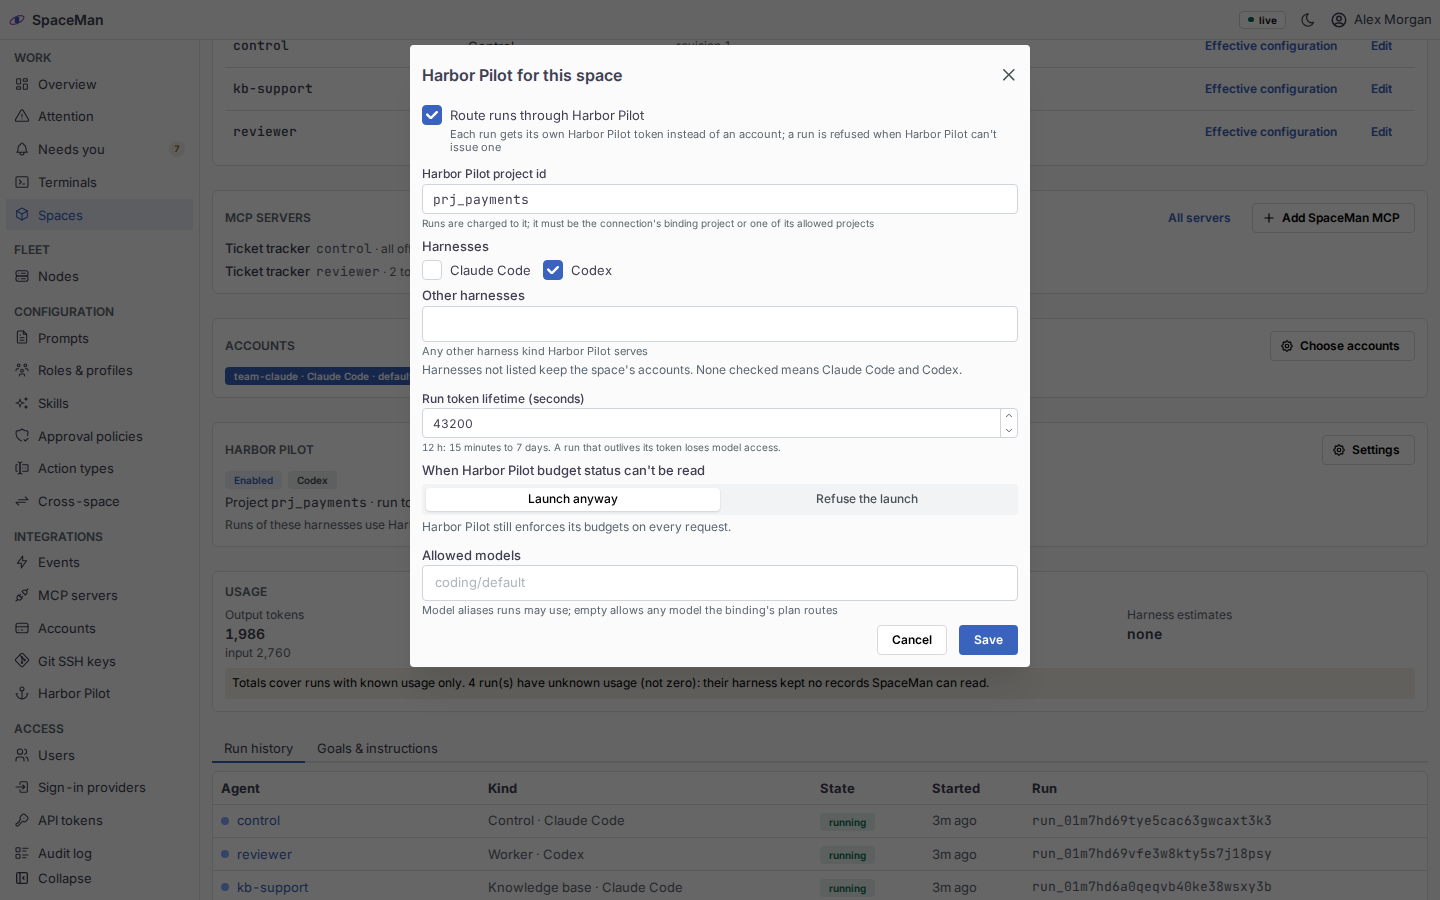 SpaceMan
live
Alex Morgan
WORK
Overview
Attention
Needs you
7
Terminals
Spaces
FLEET
Nodes
CONFIGURATION
Prompts
Roles & profiles
Skills
Approval policies
Action types
Cross-space
INTEGRATIONS
Events
MCP servers
Accounts
Git SSH keys
Harbor Pilot
ACCESS
Users
Sign-in providers
API tokens
Audit log
Collapse
control
Effective configuration
Edit
kb-support
Effective configuration
Edit
reviewer
Effective configuration
Edit
MCP SERVERS
All servers
Add SpaceMan MCP
Ticket tracker control · all
Ticket tracker reviewer · 2
ACCOUNTS
Choose accounts
team-claude · Claude Code ·
HARBOR PILOT
Settings
Enabled
Codex
Project prj_payments · run
Runs of these harnesses use
USAGE
Output tokens
1,986
input 2,760
Harness estimates
none
Totals cover runs with known usage only. 4 run(s) have unknown usage (not zero): their harness kept no records SpaceMan can read.
Run history
Goals & instructions
Agent Kind State Started Run
control Control · Claude Code running 3m ago run_01m7hd69tye5cac63gwcaxt3k3
reviewer Worker · Codex running 3m ago run_01m7hd69vfe3w8kty5s7j18psy
kb-support Knowledge base · Claude Code running 3m ago run_01m7hd6a0qeqvb40ke38wsxy3b
Harbor Pilot for this space
Route runs through Harbor Pilot
Each run gets its own Harbor Pilot token instead of an account; a run is refused when Harbor Pilot can't
issue one
Harbor Pilot project id
prj_payments
Runs are charged to it; it must be the connection's binding project or one of its allowed projects
Harnesses
Claude Code
Codex
Other harnesses
Any other harness kind Harbor Pilot serves
Harnesses not listed keep the space's accounts. None checked means Claude Code and Codex.
Run token lifetime (seconds)
43200
12 h: 15 minutes to 7 days. A run that outlives its token loses model access.
When Harbor Pilot budget status can't be read
Launch anyway
Refuse the launch
Harbor Pilot still enforces its budgets on every request.
Allowed models
coding/default
Model aliases runs may use; empty allows any model the binding's plan routes
Cancel
Save